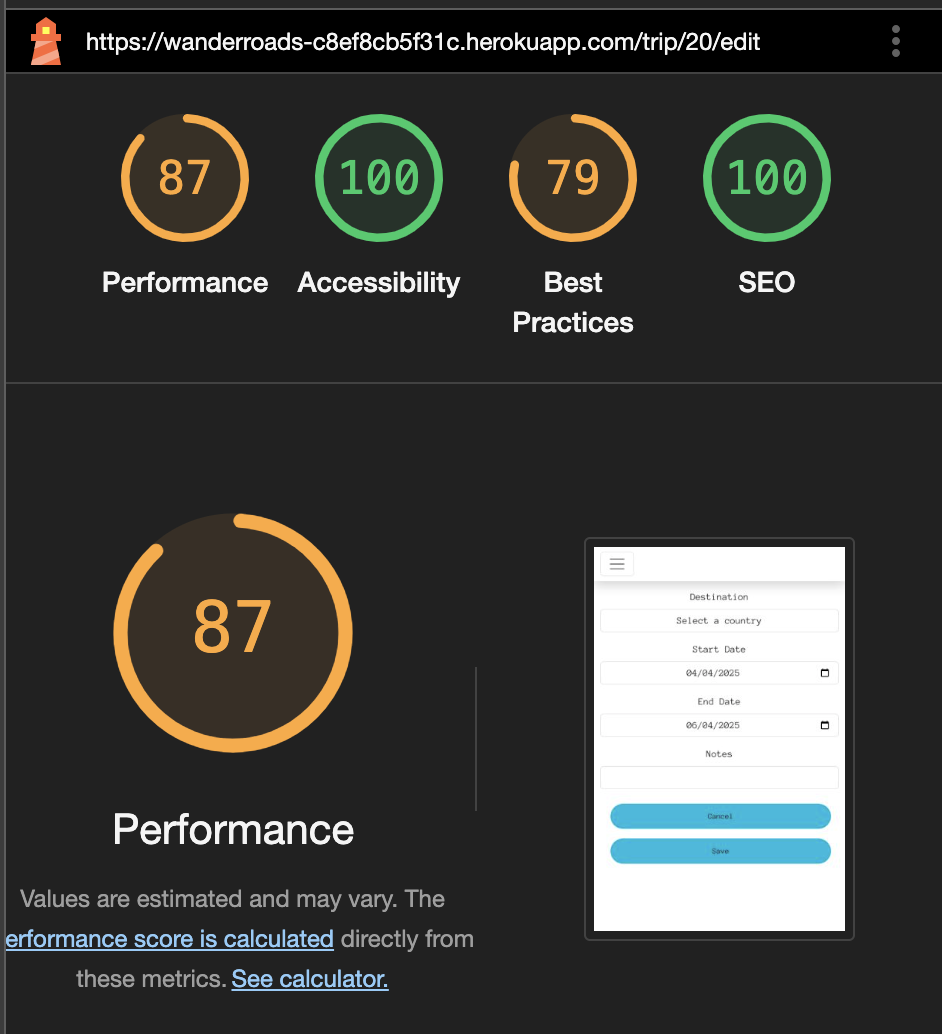 https://wanderroads-c8ef8cb5f31c.herokuapp.com/trip/20/edit
87
100
79
100
Performance
Accessibility
Best
Practices
SEO
87
Performance
Values are estimated and may vary. The
erformance score is calculated directly from
these metrics. See calculator.
Destination
Select a country
Start Date
04/04/2025
End Date
06/04/2025
Notes
Cancel
Save